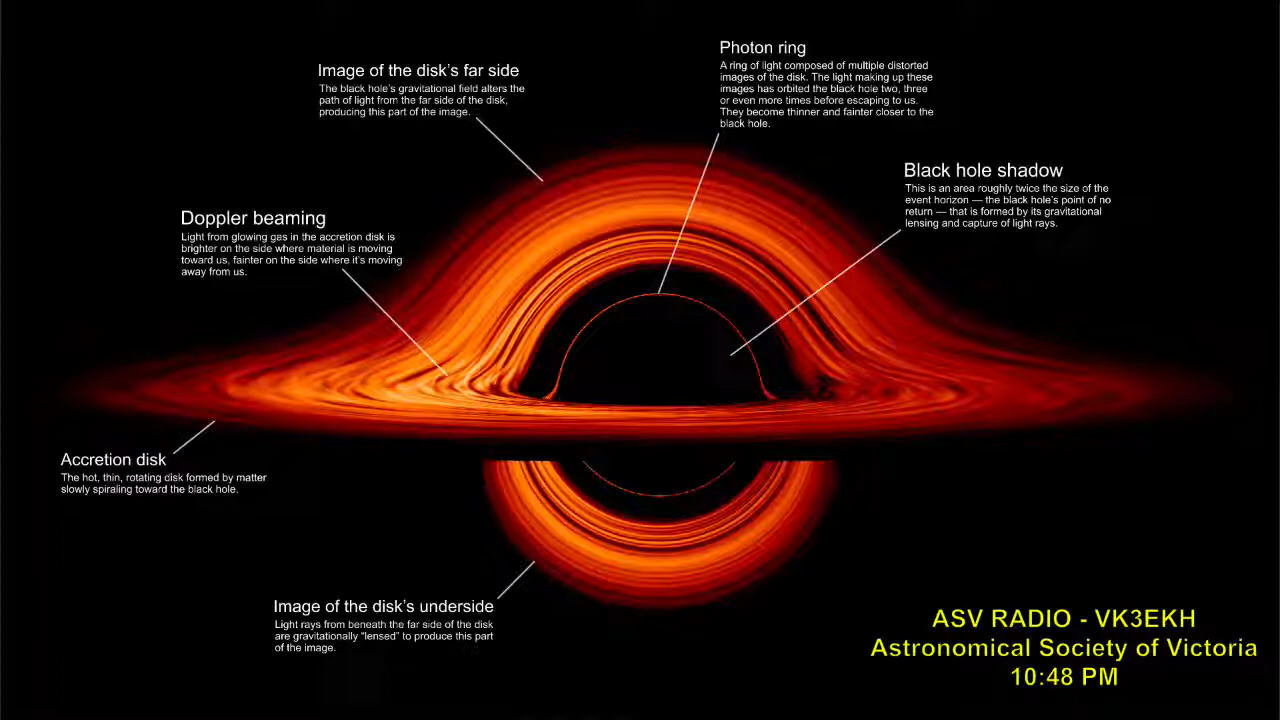 Photon ring
A ring of light composed of multiple distorted
images of the disk. The light making up these
images has orbited the black hole two, three
or even more times before escaping to us.
They become thinner and fainter closer to the
black hole.
Image of the disk's far side
The black hole's gravitational field alters the
path of light from the far side of the disk,
producing this part of the image.
Black hole shadow
This is an area roughly twice the size of the
event horizon — the black hole's point of no
return — that is formed by its gravitational
lensing and capture of light rays.
Doppler beaming
Light from glowing gas in the accretion disk is
brighter on the side where material is moving
toward us, fainter on the side where it's moving
away from us.
Accretion disk
The hot, thin, rotating disk formed by matter
slowly spiraling toward the black hole.
Image of the disk's underside
Light rays from beneath the far side of the disk
are gravitationally "lensed" to produce this part
of the image.
ASV RADIO - VK3EKH
Astronomical Society of Victoria
10:48 PM